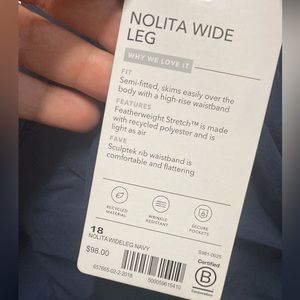 NOLITA WIDE
LEG
WHY WE LOVE IT
FIT
Semi-fitted, skims easily over the
body with a high-rise waistband
FEATURES
Featherweight Stretch™ is made
with recycled polyester and is
light as air
FAVE
Sculptek rib waistband is
comfortable and flattering
RECYCLED
MATERIAL
WRINKLE
RESISTANT
SECURE
POCKETS
18
NOLITA WIDELEG NAVY
$98.00
Certified
B
Corporation